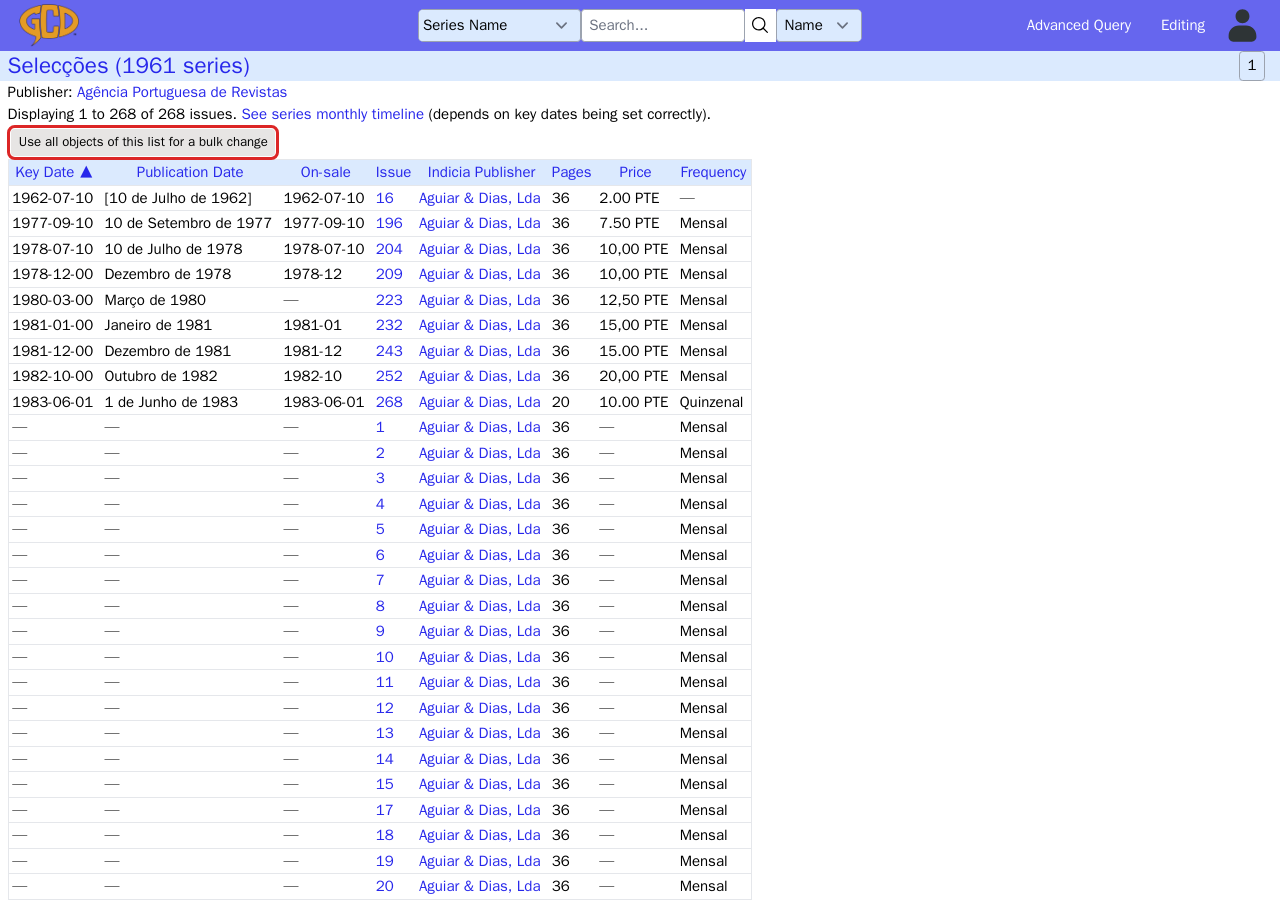 GCD
Series Name Search... Name Advanced Query Editing
Selecções (1961 series) 1
Publisher: Agência Portuguesa de Revistas
Displaying 1 to 268 of 268 issues. See series monthly timeline (depends on key dates being set correctly).
Use all objects of this list for a bulk change
Key Date ▲ Publication Date On-sale Issue Indicia Publisher Pages Price Frequency
1962-07-10 [10 de Julho de 1962] 1962-07-10 16 Aguiar & Dias, Lda 36 2.00 PTE —
1977-09-10 10 de Setembro de 1977 1977-09-10 196 Aguiar & Dias, Lda 36 7.50 PTE Mensal
1978-07-10 10 de Julho de 1978 1978-07-10 204 Aguiar & Dias, Lda 36 10,00 PTE Mensal
1978-12-00 Dezembro de 1978 1978-12 209 Aguiar & Dias, Lda 36 10,00 PTE Mensal
1980-03-00 Março de 1980 — 223 Aguiar & Dias, Lda 36 12,50 PTE Mensal
1981-01-00 Janeiro de 1981 1981-01 232 Aguiar & Dias, Lda 36 15,00 PTE Mensal
1981-12-00 Dezembro de 1981 1981-12 243 Aguiar & Dias, Lda 36 15.00 PTE Mensal
1982-10-00 Outubro de 1982 1982-10 252 Aguiar & Dias, Lda 36 20,00 PTE Mensal
1983-06-01 1 de Junho de 1983 1983-06-01 268 Aguiar & Dias, Lda 20 10.00 PTE Quinzenal
— — — 1 Aguiar & Dias, Lda 36 — Mensal
— — — 2 Aguiar & Dias, Lda 36 — Mensal
— — — 3 Aguiar & Dias, Lda 36 — Mensal
— — — 4 Aguiar & Dias, Lda 36 — Mensal
— — — 5 Aguiar & Dias, Lda 36 — Mensal
— — — 6 Aguiar & Dias, Lda 36 — Mensal
— — — 7 Aguiar & Dias, Lda 36 — Mensal
— — — 8 Aguiar & Dias, Lda 36 — Mensal
— — — 9 Aguiar & Dias, Lda 36 — Mensal
— — — 10 Aguiar & Dias, Lda 36 — Mensal
— — — 11 Aguiar & Dias, Lda 36 — Mensal
— — — 12 Aguiar & Dias, Lda 36 — Mensal
— — — 13 Aguiar & Dias, Lda 36 — Mensal
— — — 14 Aguiar & Dias, Lda 36 — Mensal
— — — 15 Aguiar & Dias, Lda 36 — Mensal
— — — 17 Aguiar & Dias, Lda 36 — Mensal
— — — 18 Aguiar & Dias, Lda 36 — Mensal
— — — 19 Aguiar & Dias, Lda 36 — Mensal
— — — 20 Aguiar & Dias, Lda 36 — Mensal